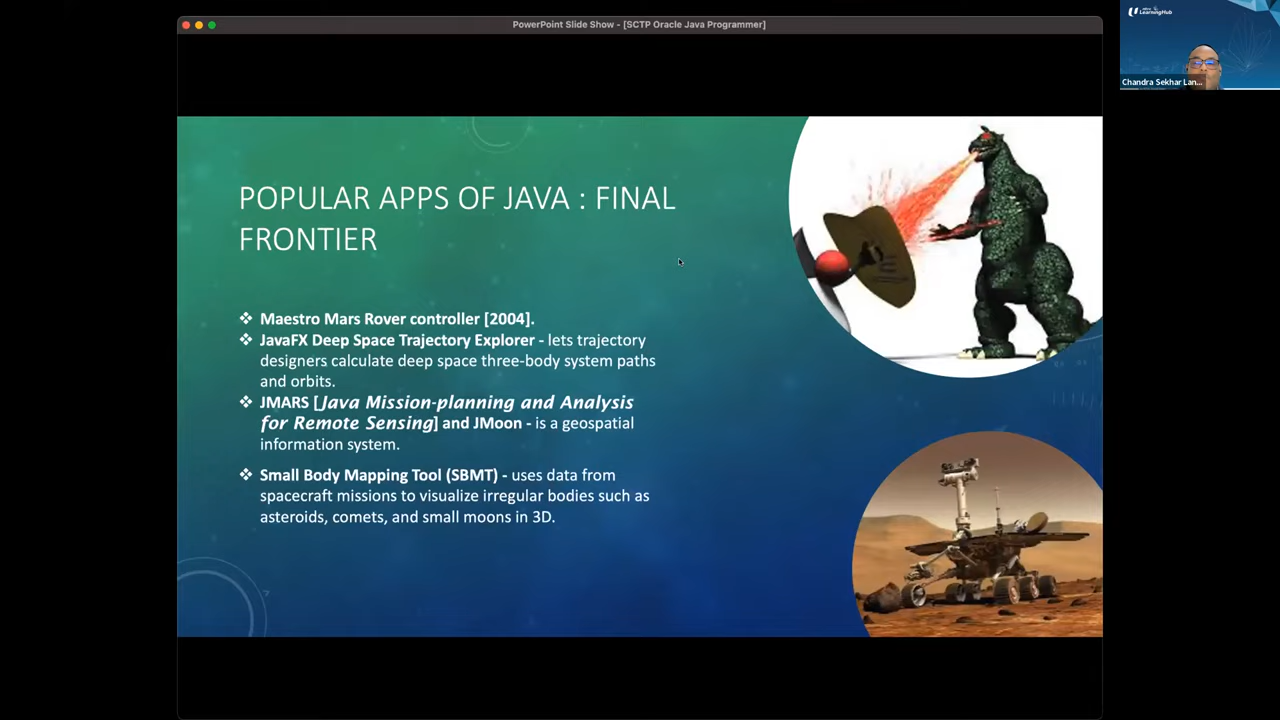 PowerPoint Slide Show - [SCTP Oracle Java Programmer]
LearningHub
Chandra Sekhar Lan...
POPULAR APPS OF JAVA : FINAL
FRONTIER
❖ Maestro Mars Rover controller [2004].
❖ JavaFX Deep Space Trajectory Explorer - lets trajectory
designers calculate deep space three-body system paths
and orbits.
❖ JMARS [Java Mission-planning and Analysis
for Remote Sensing] and JMoon - is a geospatial
information system.
❖ Small Body Mapping Tool (SBMT) - uses data from
spacecraft missions to visualize irregular bodies such as
asteroids, comets, and small moons in 3D.